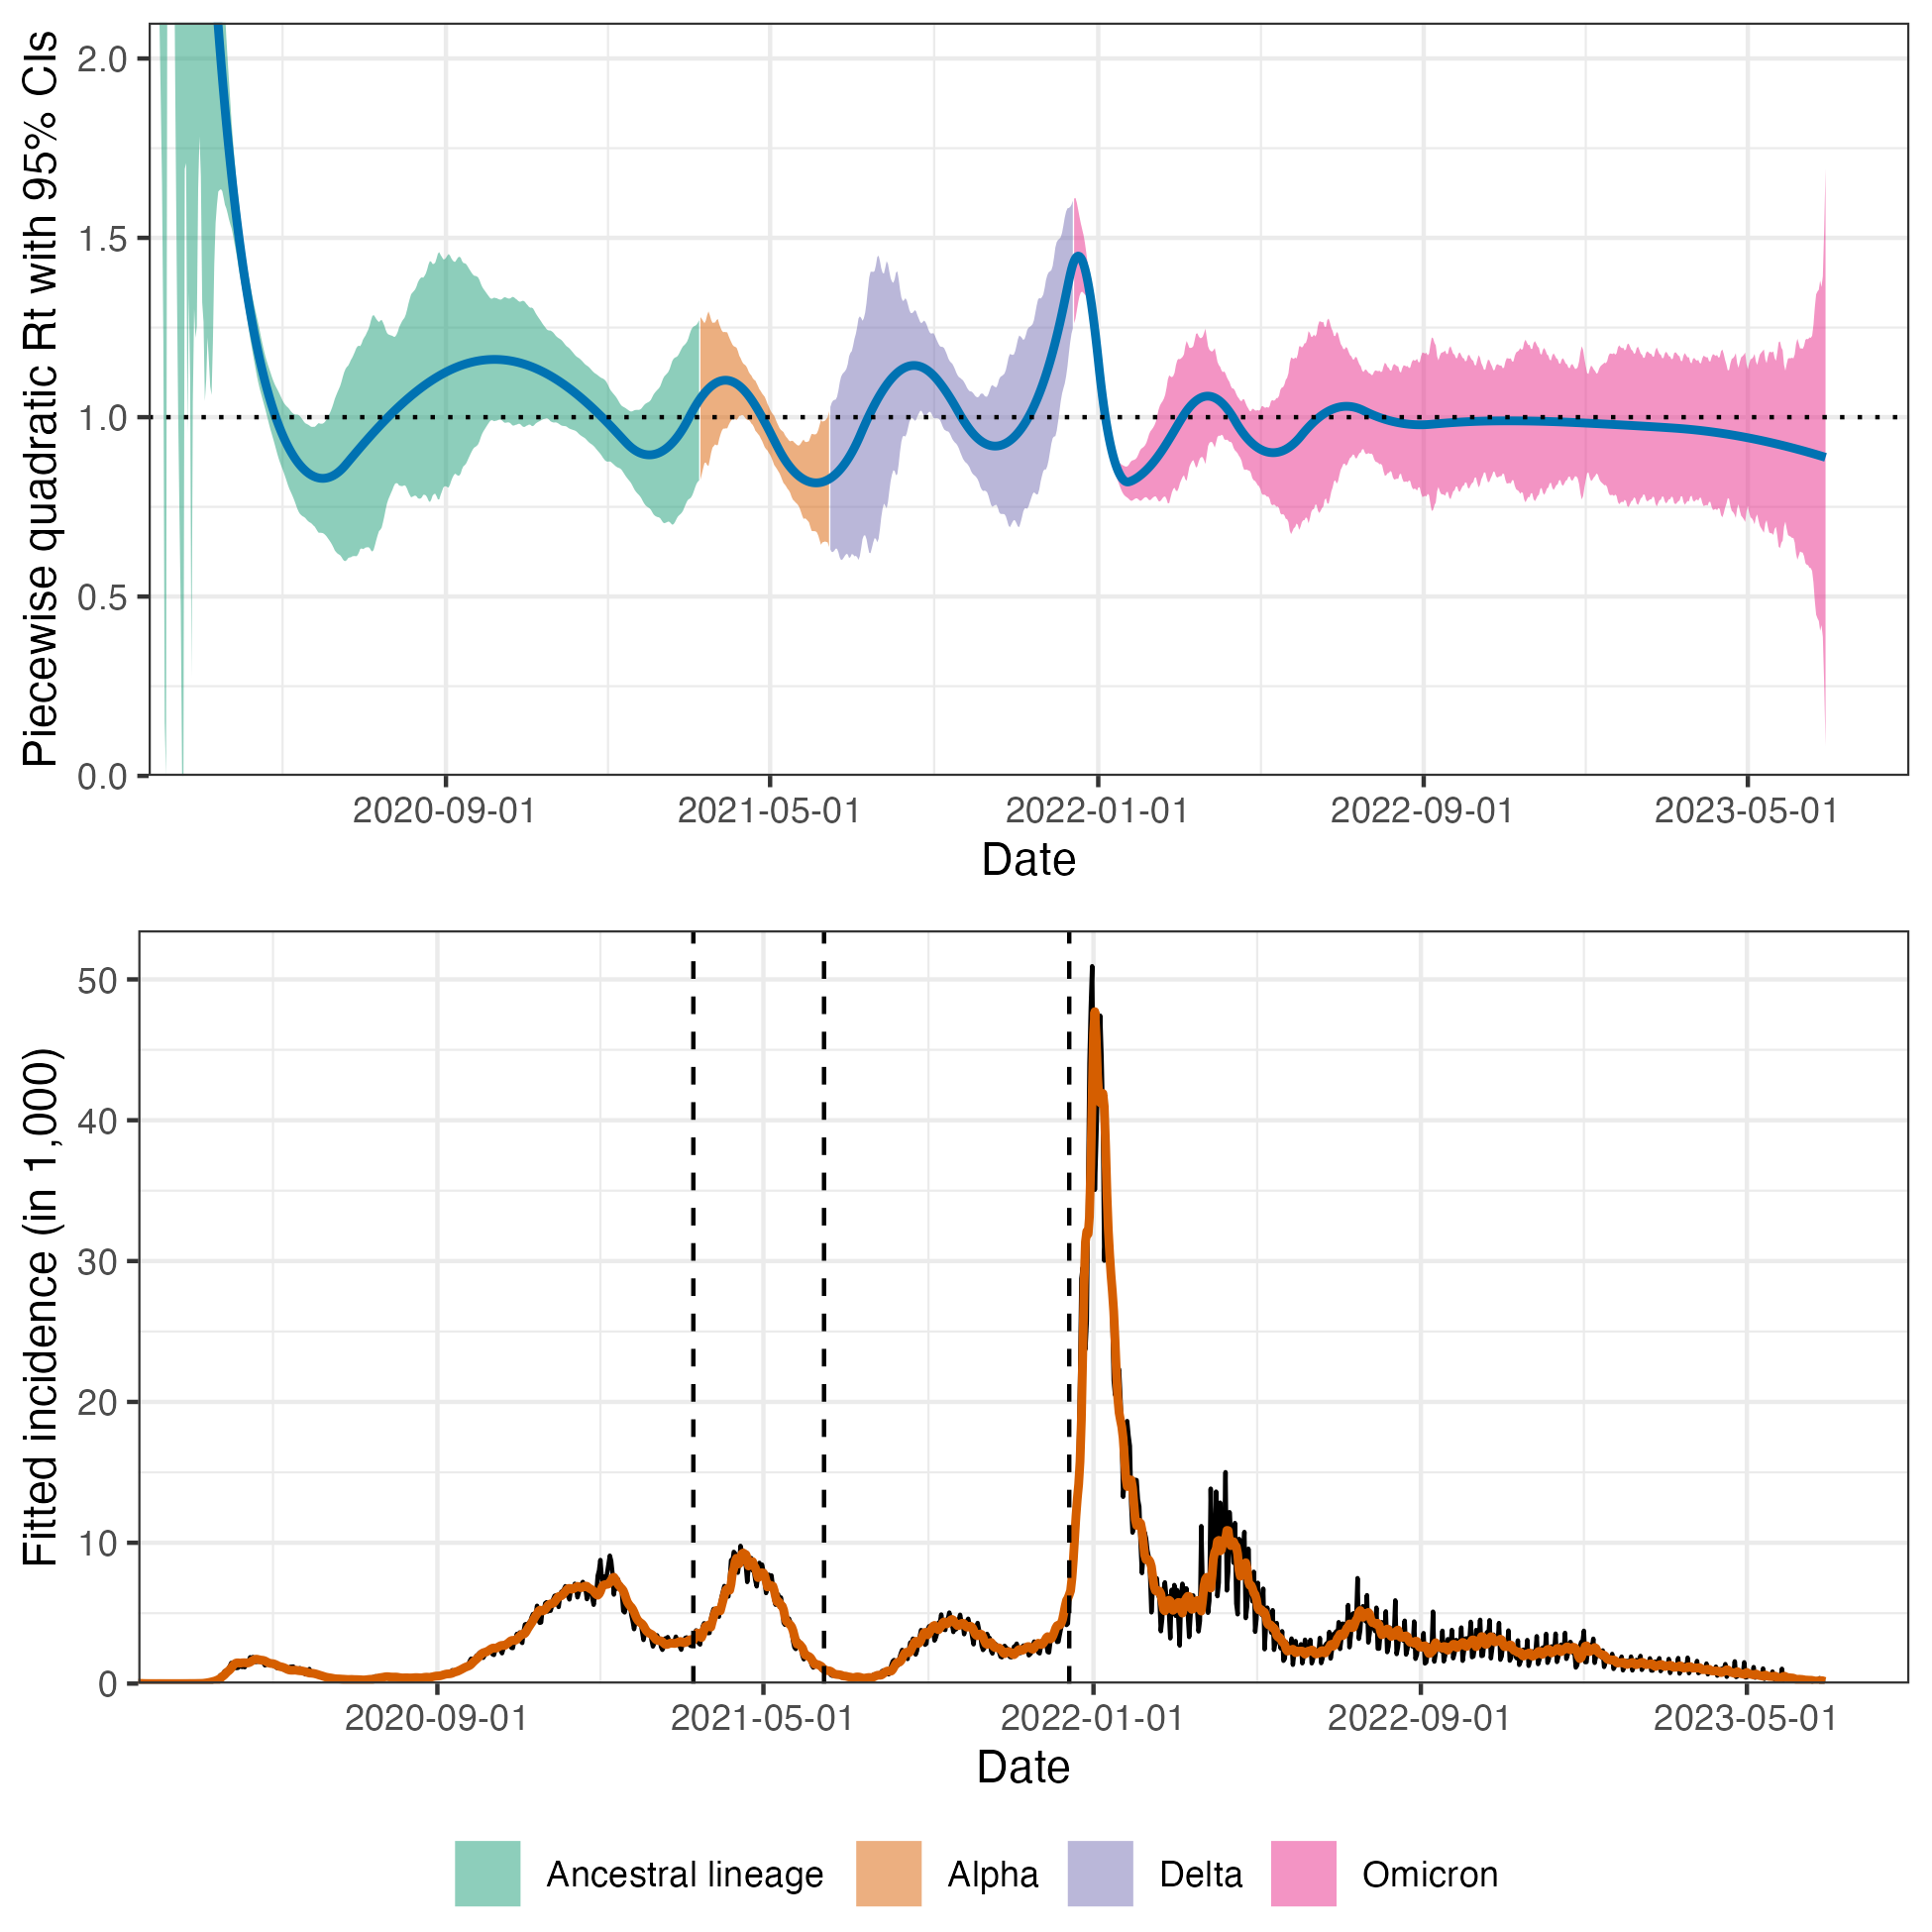 Piecewise quadratic Rt with 95% CIs
2.0
1.5
1.0
0.5
0.0
2020-09-01 2021-05-01 2022-01-01 2022-09-01 2023-05-01
Date
Fitted incidence (in 1,000)
50
40
30
20
10
0
2020-09-01 2021-05-01 2022-01-01 2022-09-01 2023-05-01
Date
Ancestral lineage Alpha Delta Omicron